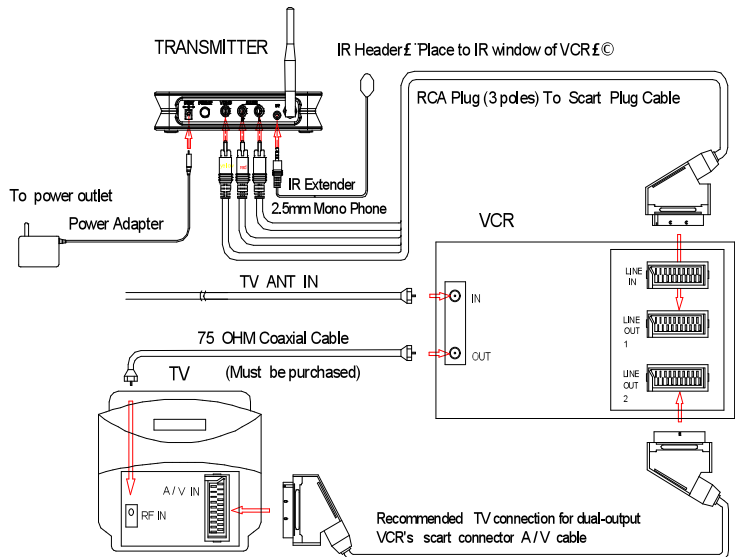 TRANSMITTER
IR Header£¨Place to IR window of VCR£©
RCA Plug (3 poles) To Scart Plug Cable
IR Extender
2.5mm Mono Phone
To power outlet
Power Adapter
VCR
TV ANT IN
IN
LINE
IN
75 OHM Coaxial Cable
(Must be purchased)
OUT
LINE
OUT
1
LINE
OUT
2
TV
A / V IN
RF IN
Recommended TV connection for dual-output
VCR's scart connector A / V cable